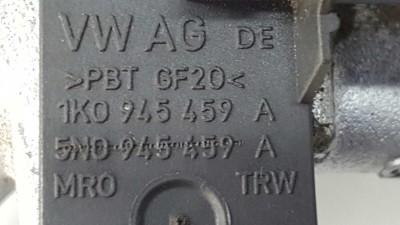 VW AG DE
>PBT GF20<
1K0 945 459 A
5N0 945 459 A
MRO TRW